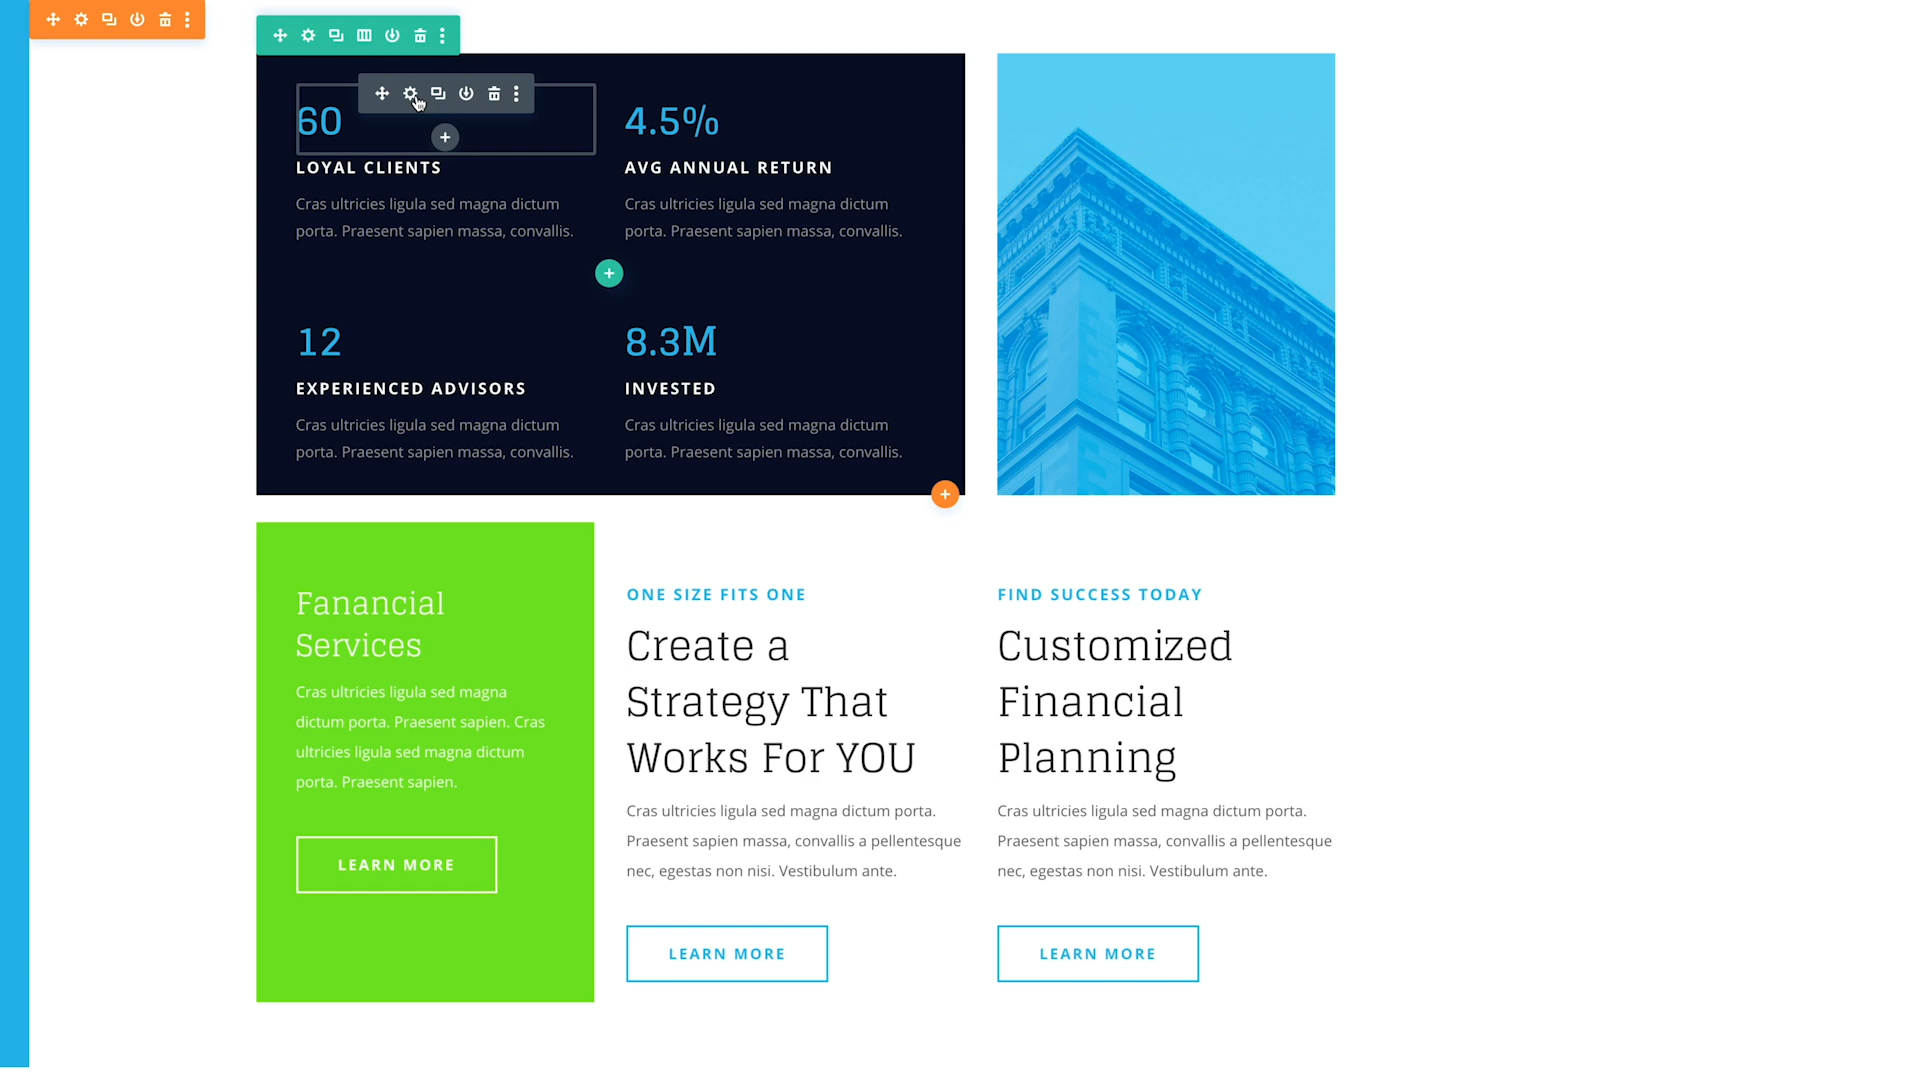 60
LOYAL CLIENTS
Cras ultricies ligula sed magna dictum
porta. Praesent sapien massa, convallis.
4.5%
AVG ANNUAL RETURN
Cras ultricies ligula sed magna dictum
porta. Praesent sapien massa, convallis.
12
EXPERIENCED ADVISORS
Cras ultricies ligula sed magna dictum
porta. Praesent sapien massa, convallis.
8.3M
INVESTED
Cras ultricies ligula sed magna dictum
porta. Praesent sapien massa, convallis.
Fanancial
Services
Cras ultricies ligula sed magna
dictum porta. Praesent sapien. Cras
ultricies ligula sed magna dictum
porta. Praesent sapien.
LEARN MORE
ONE SIZE FITS ONE
Create a
Strategy That
Works For YOU
Cras ultricies ligula sed magna dictum porta.
Praesent sapien massa, convallis a pellentesque
nec, egestas non nisi. Vestibulum ante.
LEARN MORE
FIND SUCCESS TODAY
Customized
Financial
Planning
Cras ultricies ligula sed magna dictum porta.
Praesent sapien massa, convallis a pellentesque
nec, egestas non nisi. Vestibulum ante.
LEARN MORE